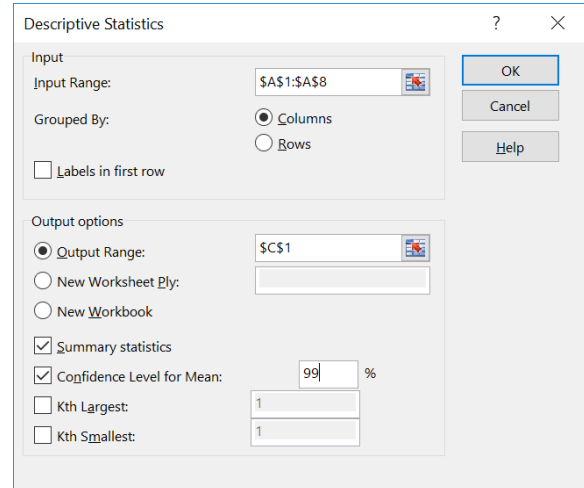 Descriptive Statistics ?
Input
Input Range: $A$1:$A$8
OK
Grouped By: Columns
Cancel
Rows
Help
Labels in first row
Output options
Output Range: $C$1
New Worksheet Ply:
New Workbook
Summary statistics
Confidence Level for Mean: 99 %
Kth Largest: 1
Kth Smallest: 1